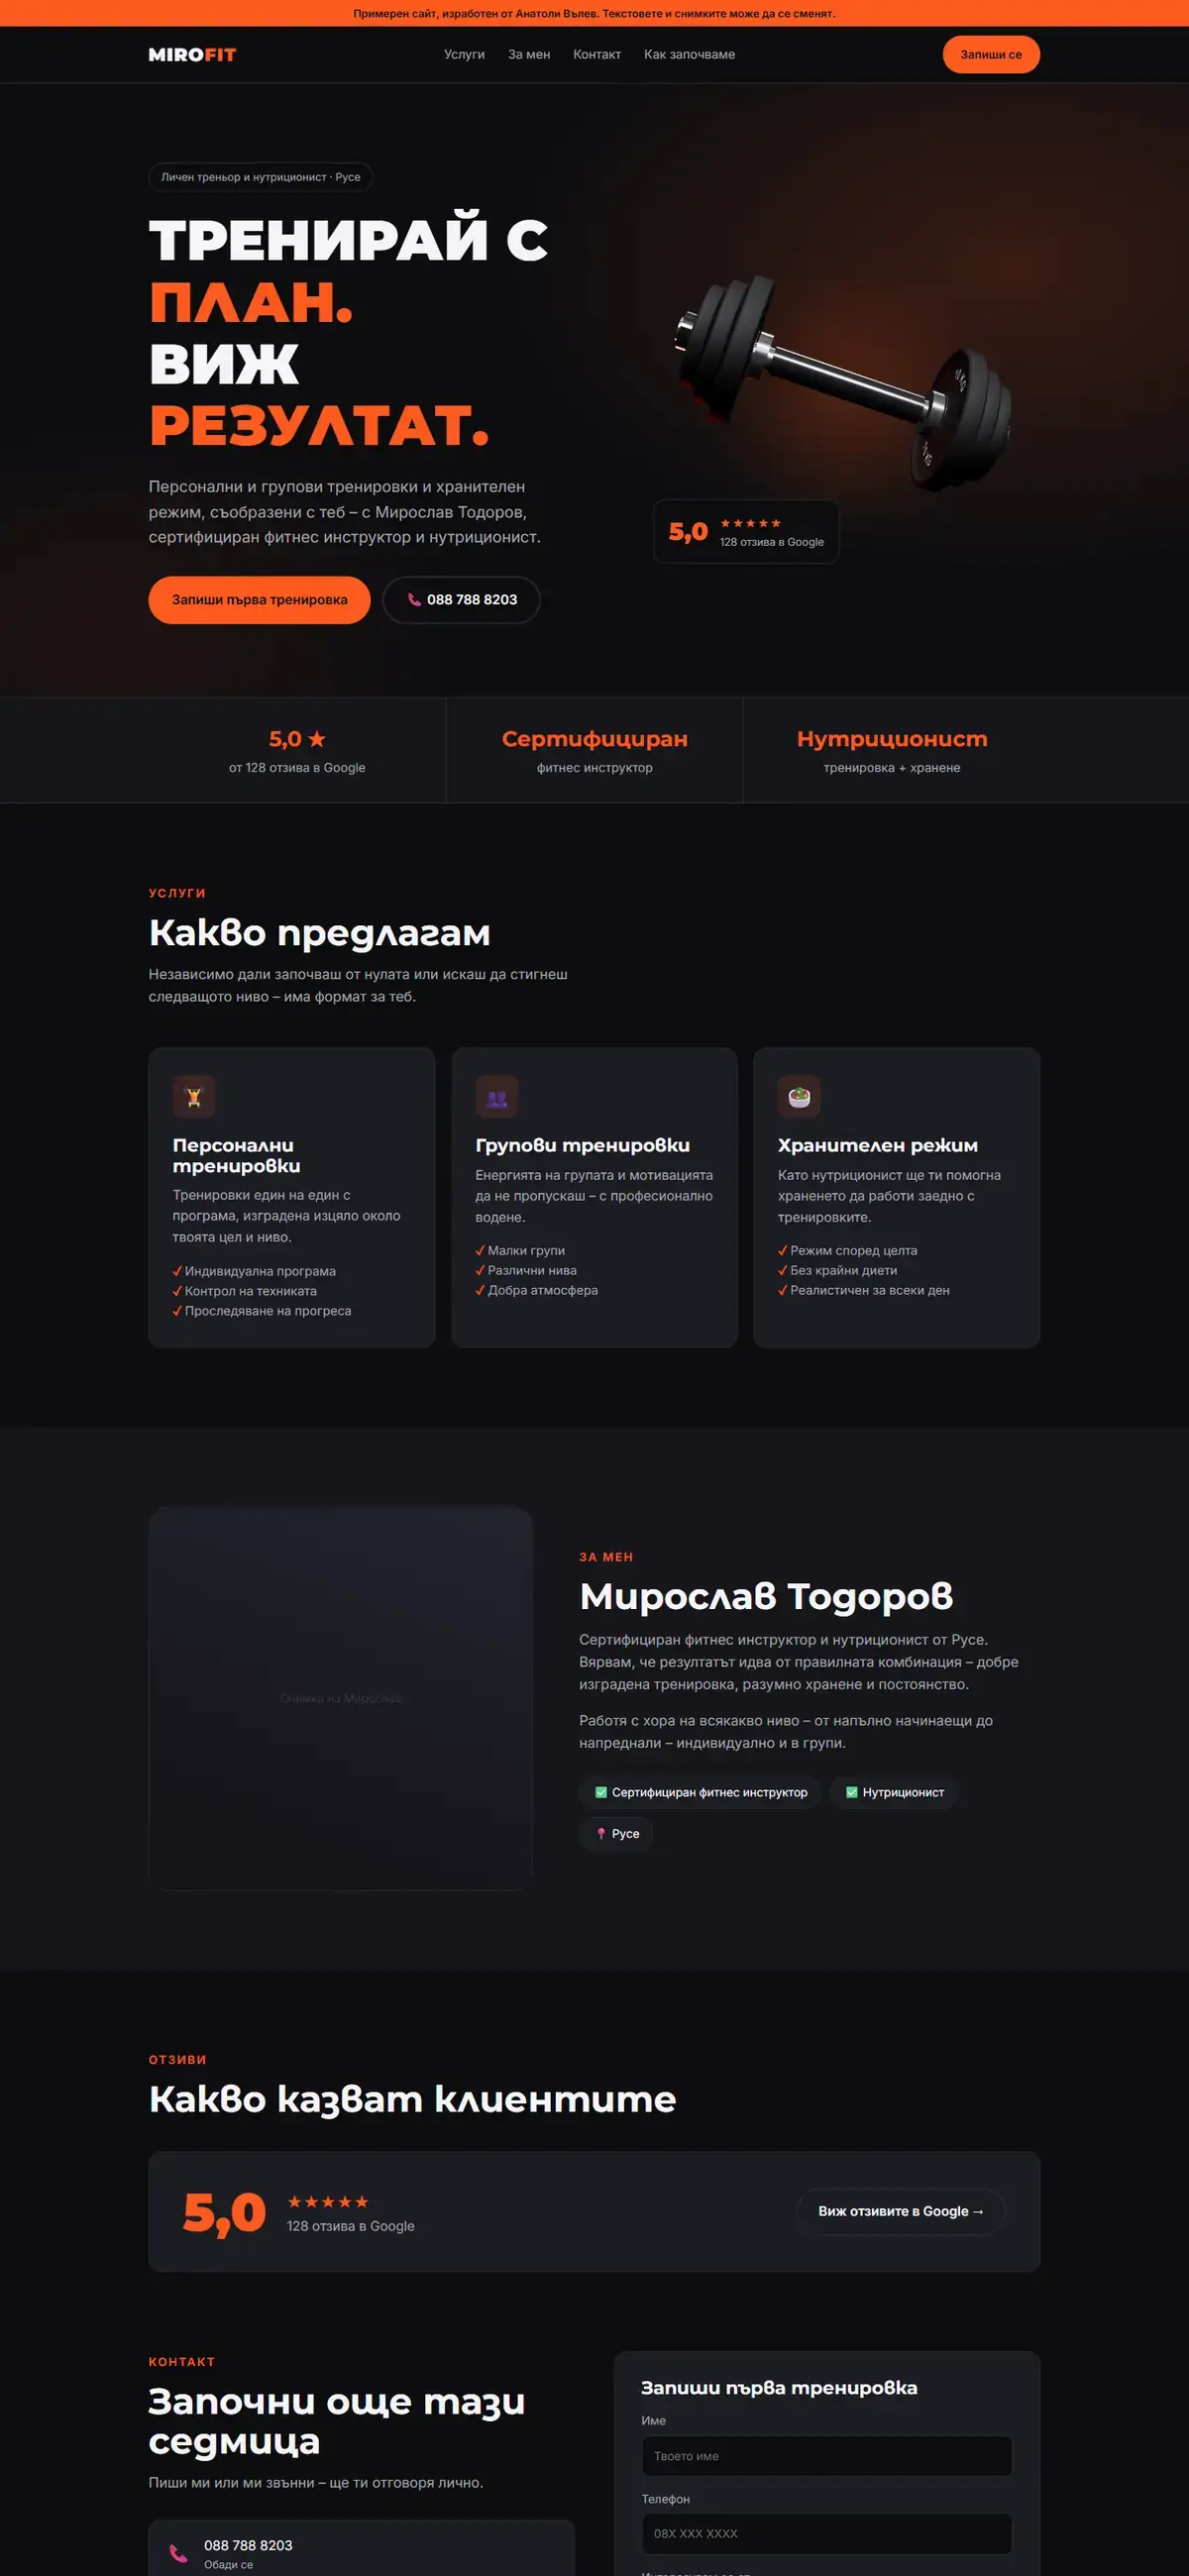 Примерен сайт, изработен от Анатоли Вълев. Текстовете и снимките може да се сменят.
MIROFIT
Услуги
За мен
Контакт
Как започваме
Запиши се
Личен треньор и нутриционист · Русе
ТРЕНИРАЙ С
ПЛАН.
ВИЖ
РЕЗУЛТАТ.
Персонални и групови тренировки и хранителен
режим, съобразени с теб – с Мирослав Тодоров,
сертифициран фитнес инструктор и нутриционист.
Запиши първа тренировка
088 788 8203
10 KG
5,0
★★★★★
128 отзива в Google
5,0 ★
от 128 отзива в Google
Сертифициран
фитнес инструктор
Нутриционист
тренировка + хранене
УСЛУГИ
Какво предлагам
Независимо дали започваш от нулата или искаш да стигнеш
следващото ниво – има формат за теб.
Персонални
тренировки
Тренировки един на един с
програма, изградена изцяло около
твоята цел и ниво.
✓ Индивидуална програма
✓ Контрол на техниката
✓ Проследяване на прогреса
Групови тренировки
Енергията на групата и мотивацията
да не пропускаш – с професионално
водене.
✓ Малки групи
✓ Различни нива
✓ Добра атмосфера
Хранителен режим
Като нутриционист ще ти помогна
храненето да работи заедно с
тренировките.
✓ Режим според целта
✓ Без крайни диети
✓ Реалистичен за всеки ден
Снимка на Мирослав
ЗА МЕН
Мирослав Тодоров
Сертифициран фитнес инструктор и нутриционист от Русе.
Вярвам, че резултатът идва от правилната комбинация – добре
изградена тренировка, разумно хранене и постоянство.
Работя с хора на всякакво ниво – от напълно начинаещи до
напреднали – индивидуално и в групи.
✅ Сертифициран фитнес инструктор
✅ Нутриционист
Русе
ОТЗИВИ
Какво казват клиентите
5,0
★★★★★
128 отзива в Google
Виж отзивите в Google →
КОНТАКТ
Започни още тази
седмица
Пиши ми или ми звънни – ще ти отговоря лично.
088 788 8203
Обади се
Запиши първа тренировка
Име
Твоето име
Телефон
08X XXX XXXX